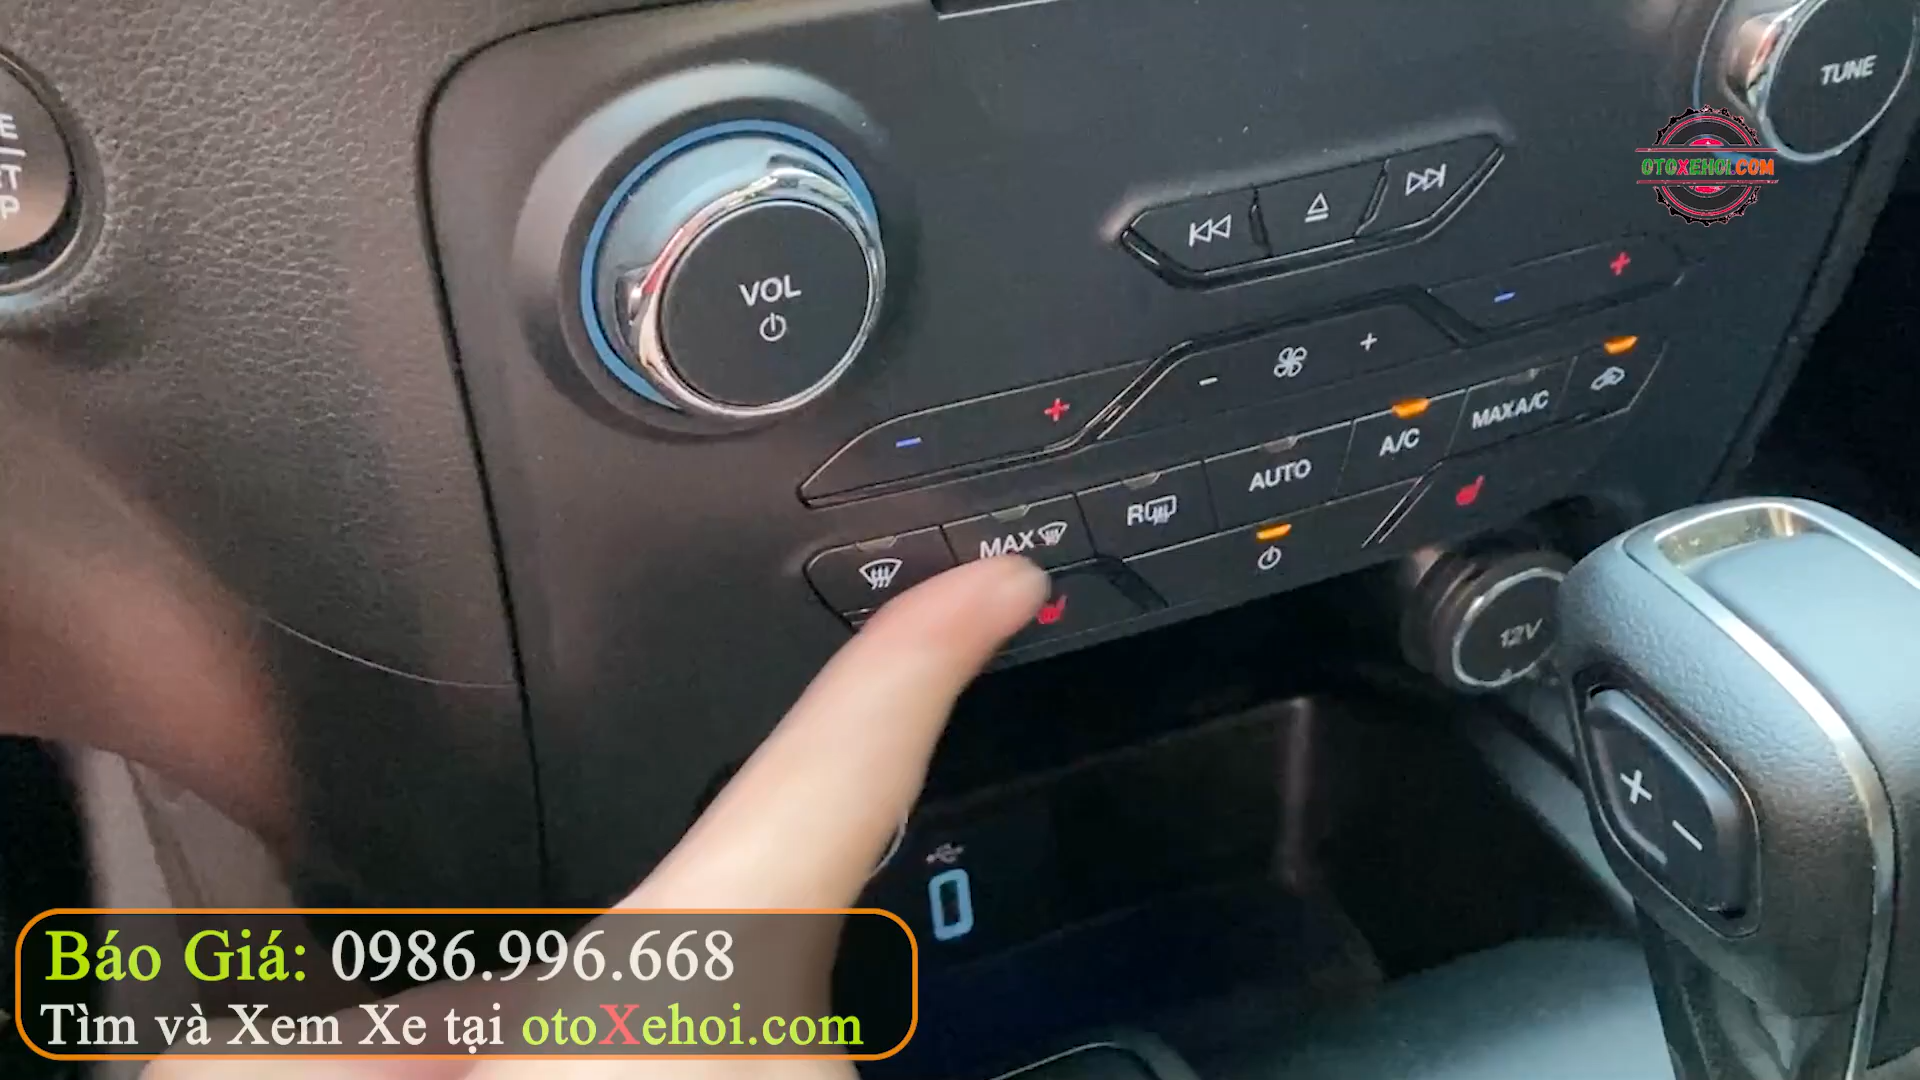 TUNE
OTOXEHOI.COM
E
ET
P
VOL
- +
- +
- +
A/C
MAX A/C
AUTO
R
MAX
12V
+
-
Báo Giá: 0986.996.668
Tìm và Xem Xe tại otoXehoi.com